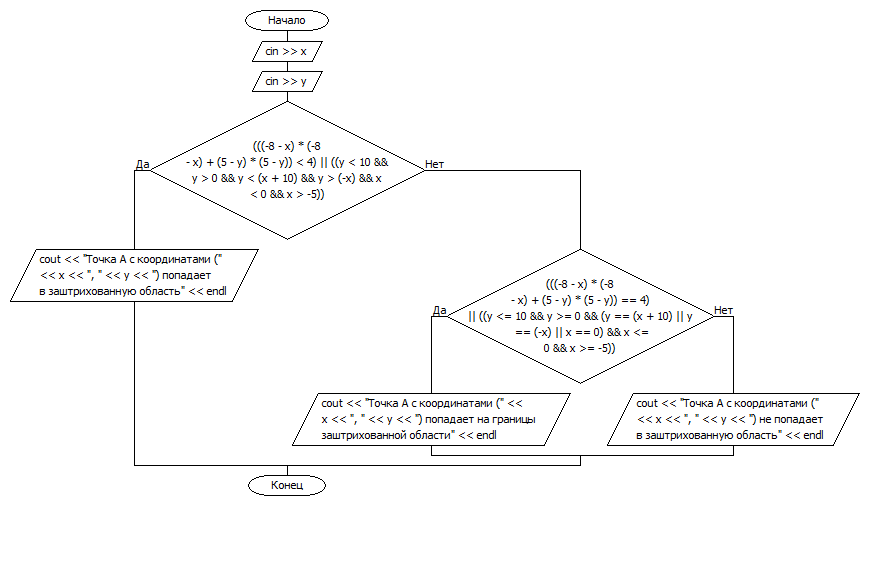 Начало
cin >> x
cin >> y
(((-8 - x) * (-8
- x) + (5 - y) * (5 - y)) < 4) || ((y < 10 &&
y > 0 && y < (x + 10) && y > (-x) && x
< 0 && x > -5))
Да
Нет
cout << "Точка А с координатами ("
<< x << ", " << y << ") попадает
в заштрихованную область" << endl
(((-8 - x) * (-8
- x) + (5 - y) * (5 - y)) == 4)
|| ((y <= 10 && y >= 0 && (y == (x + 10) || y
== (-x) || x == 0) && x <=
0 && x >= -5))
Да
Нет
cout << "Точка А с координатами (" <<
x << ", " << y << ") попадает на границы
заштрихованной области" << endl
cout << "Точка А с координатами ("
<< x << ", " << y << ") не попадает
в заштрихованную область" << endl
Конец